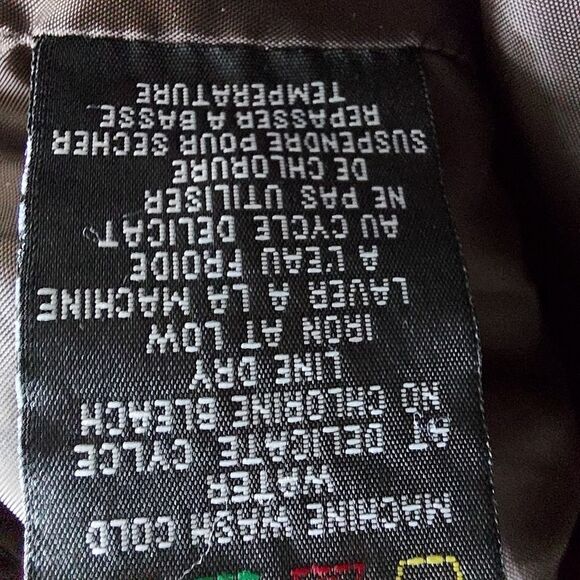 MACHINE WASH COLD
WATER
AT DELICATE CYLCE
NO CHLORINE BLEACH
LINE DRY
IRON AT LOW
LAVER A LA MACHINE
A L'EAU FROIDE
AU CYCLE DELICAT
NE PAS UTILISER
DE CHLORURE
SUSPENDRE POUR SECHER
REPASSER A BASSE
TEMPERATURE